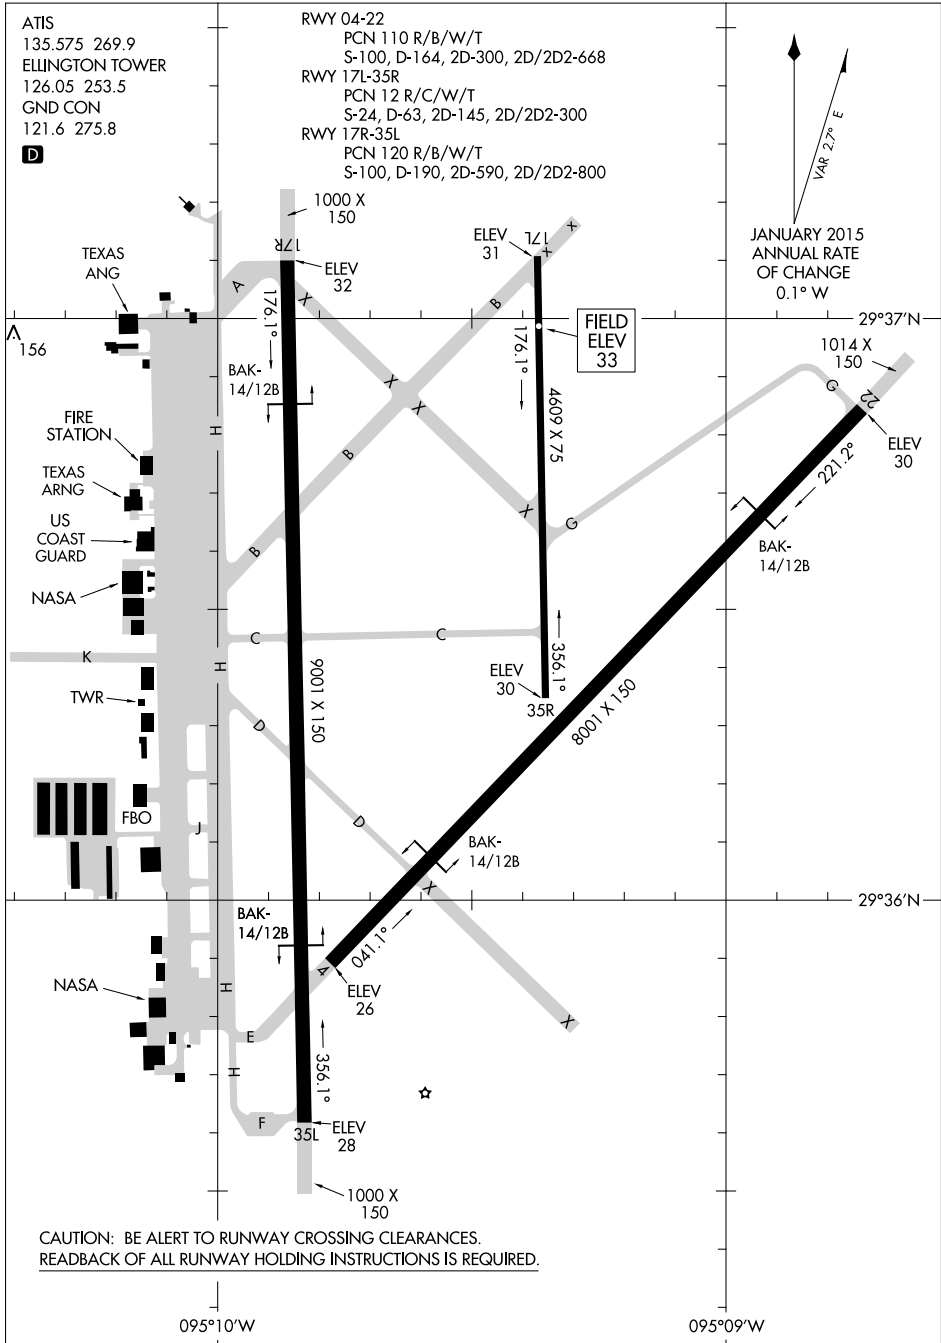 ATIS
135.575 269.9
ELLINGTON TOWER
126.05 253.5
GND CON
121.6 275.8
D
RWY 04-22
PCN 110 R/B/W/T
S-100, D-164, 2D-300, 2D/2D2-668
RWY 17L-35R
PCN 12 R/C/W/T
S-24, D-63, 2D-145, 2D/2D2-300
RWY 17R-35L
PCN 120 R/B/W/T
S-100, D-190, 2D-590, 2D/2D2-800
VAR 2.7° E
JANUARY 2015
ANNUAL RATE
OF CHANGE
0.1° W
1000 X
150
17R
ELEV
32
ELEV
31
17L
X
X
TEXAS
ANG
A
X
B
176.1°
176.1°
FIELD
ELEV
33
29°37'N
156
1014 X
150
BAK-
14/12B
X
X
4609 X 75
G
22
ELEV
30
221.2°
H
B
FIRE
STATION
TEXAS
ARNG
US
COAST
GUARD
NASA
X
G
BAK-
14/12B
B
C
C
K
H
356.1°
ELEV
30
35R
9001 X 150
8001 X 150
TWR
D
D
FBO
J
BAK-
14/12B
X
29°36'N
BAK-
14/12B
041.1°
4
ELEV
26
NASA
H
E
X
H
356.1°
F
35L
ELEV
28
1000 X
150
CAUTION: BE ALERT TO RUNWAY CROSSING CLEARANCES.
READBACK OF ALL RUNWAY HOLDING INSTRUCTIONS IS REQUIRED.
095°10'W
095°09'W